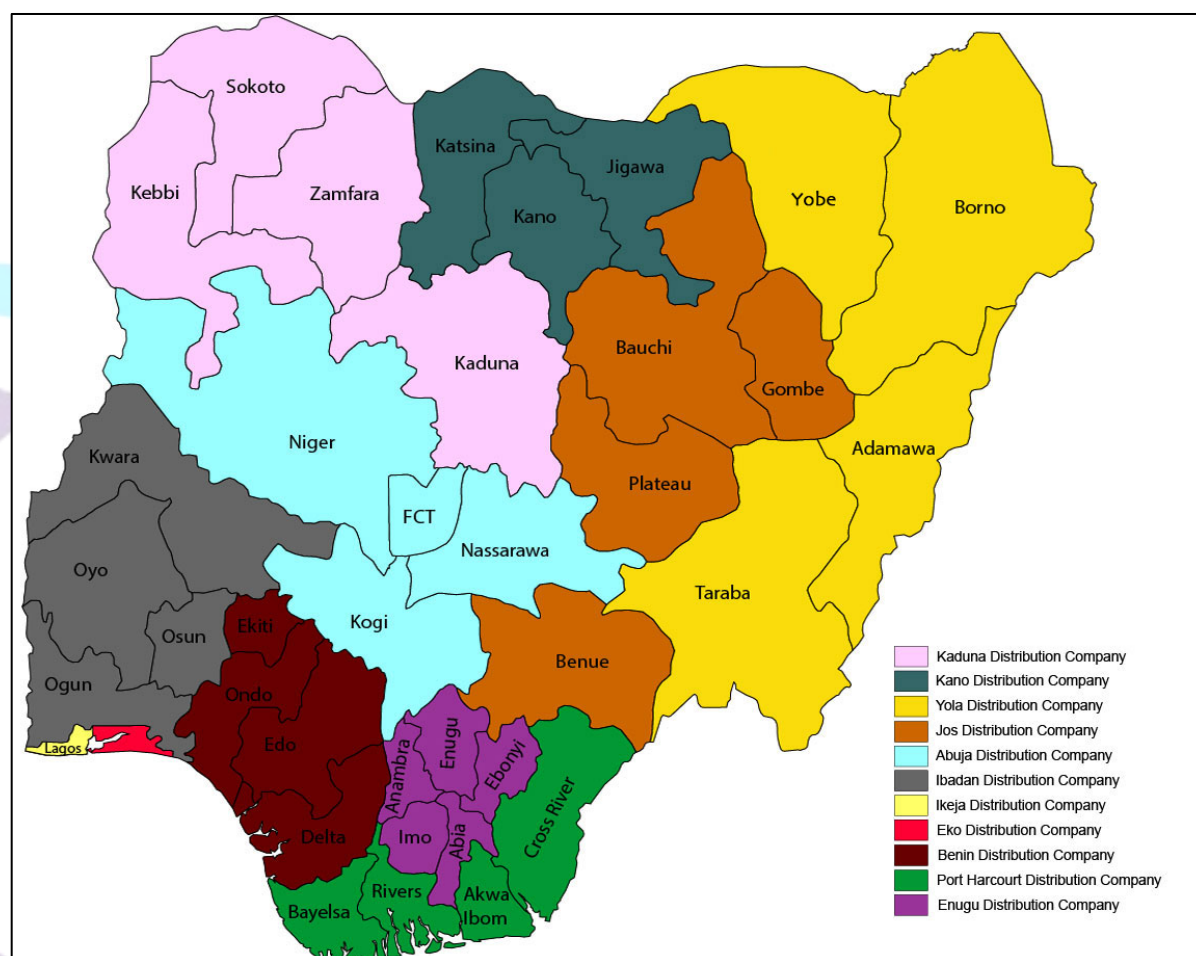 Sokoto
Kebbi
Zamfara
Katsina
Jigawa
Kano
Yobe
Borno
Kaduna
Bauchi
Gombe
Niger
Adamawa
Kwara
Plateau
FCT
Nassarawa
Oyo
Taraba
Kogi
Osun
Ekiti
Benue
Ogun
Ondo
Lagos
Edo
Enugu
Ebonyi
Anambra
Cross River
Delta
Imo
Abia
Rivers
Bayelsa
Akwa
Ibom
Kaduna Distribution Company
Kano Distribution Company
Yola Distribution Company
Jos Distribution Company
Abuja Distribution Company
Ibadan Distribution Company
Ikeja Distribution Company
Eko Distribution Company
Benin Distribution Company
Port Harcourt Distribution Company
Enugu Distribution Company